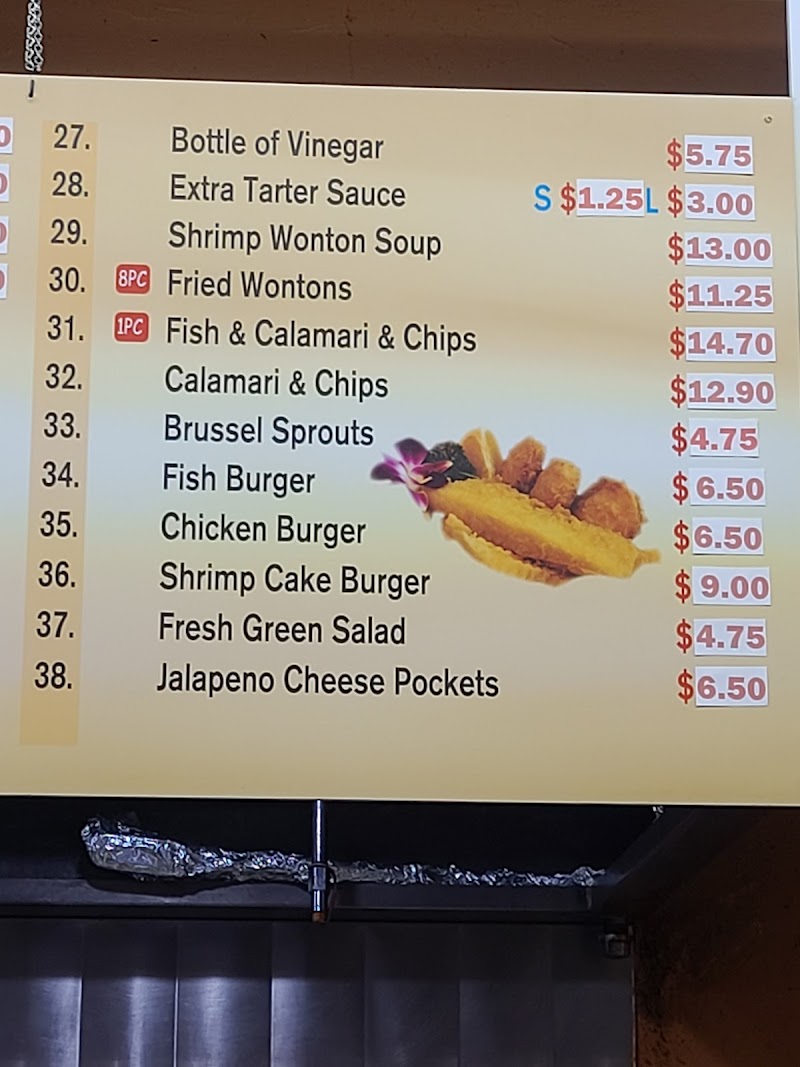 27. Bottle of Vinegar $5.75
28. Extra Tarter Sauce S $1.25 L $3.00
29. Shrimp Wonton Soup $13.00
30. 8PC Fried Wontons $11.25
31. 1PC Fish & Calamari & Chips $14.70
32. Calamari & Chips $12.90
33. Brussel Sprouts $4.75
34. Fish Burger $6.50
35. Chicken Burger $6.50
36. Shrimp Cake Burger $9.00
37. Fresh Green Salad $4.75
38. Jalapeno Cheese Pockets $6.50